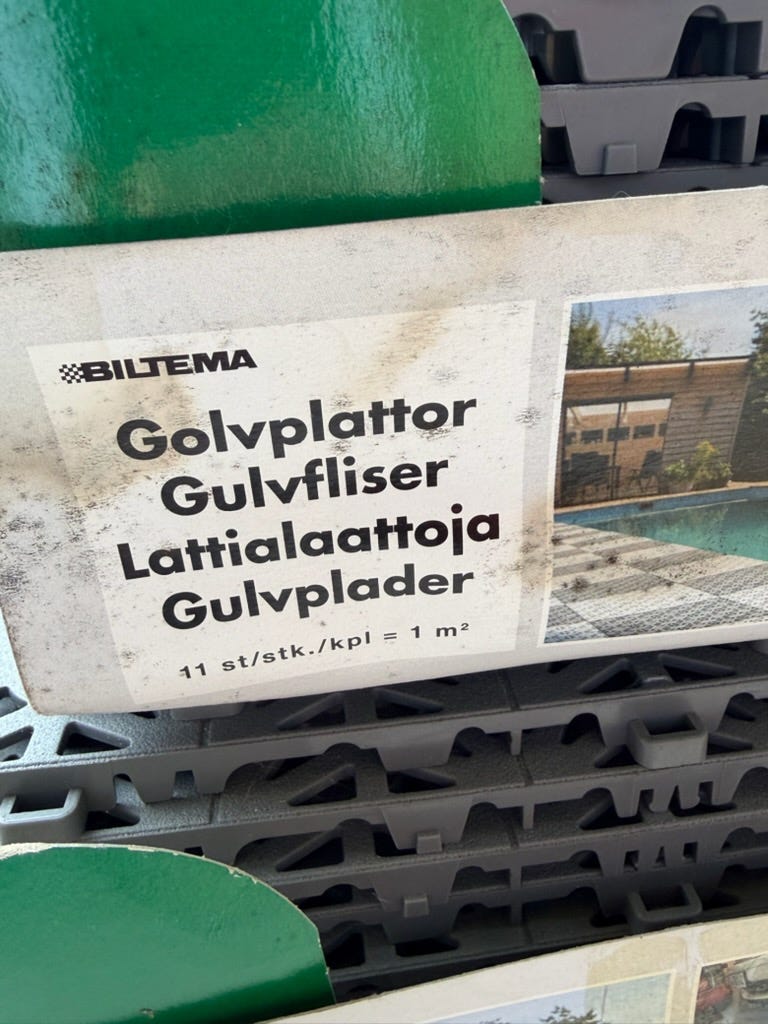 BILTEMA
Golvplattor
Gulvfliser
Lattialaattoja
Gulvplader
11 st/stk./kpl = 1 m²